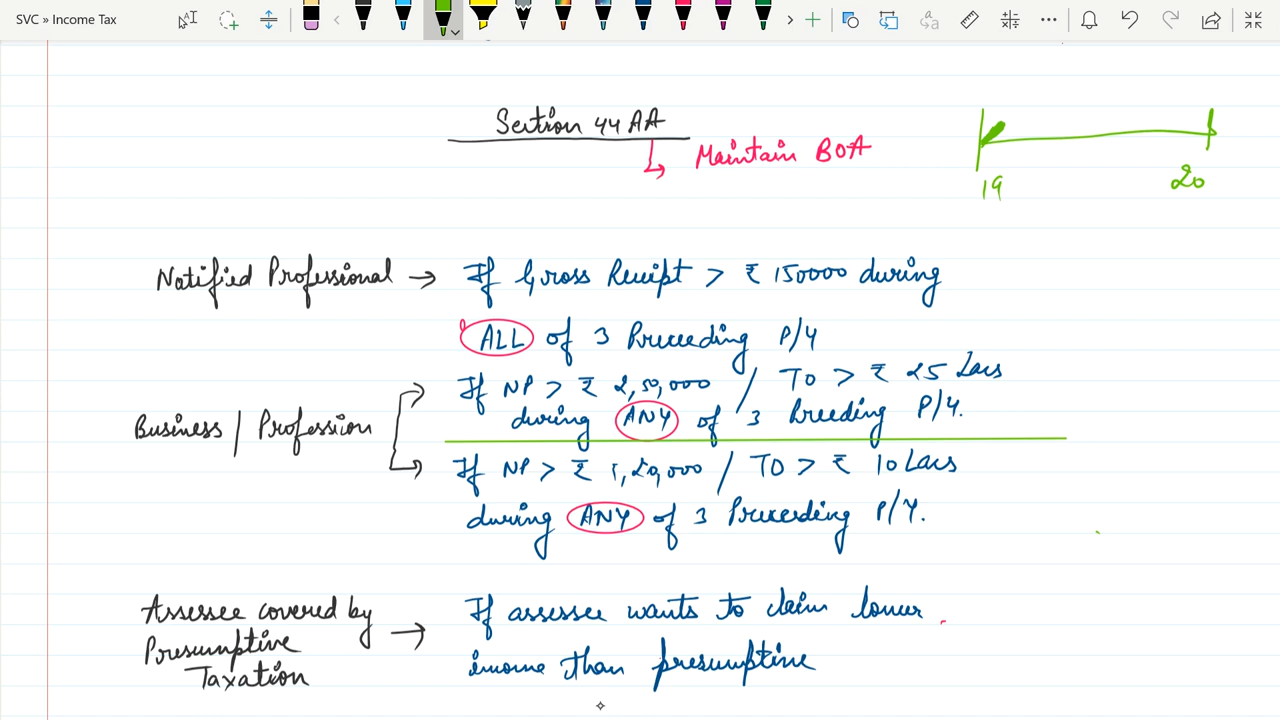 SVC » Income Tax
Section 44 AA
Maintain BOA
19
20
Notified Professional → If Gross Receipt > ₹ 150000 during
ALL of 3 Preceeding P/Y
Business / Profession
If NP > ₹ 2,50,000 / TO > ₹ 25 Lacs
during ANY of 3 Preeding P/Y.
If NP > ₹ 1,20,000 / TO > ₹ 10 Lacs
during ANY of 3 Preceeding P/Y.
Assessee covered by
Presumptive
Taxation
→ If assessee wants to claim lower
income than presumptive